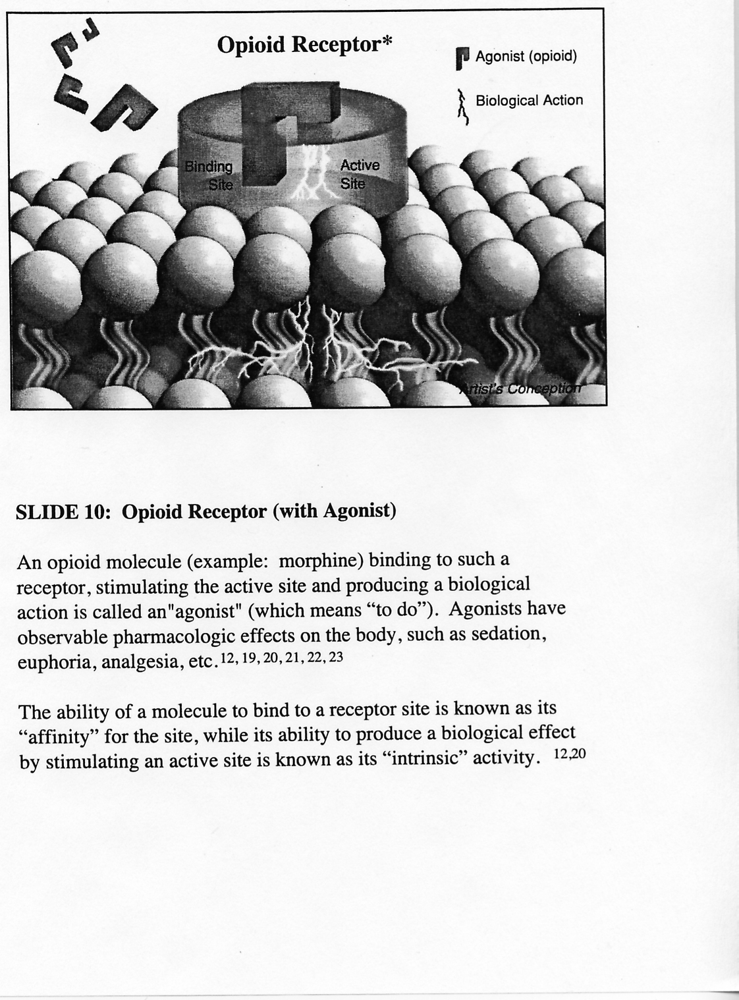 Opioid Receptor*
Agonist (opioid)
Biological Action
Binding
Site
Active
Site
Artist's Conception
SLIDE 10:  Opioid Receptor (with Agonist)
An opioid molecule (example:  morphine) binding to such a
receptor, stimulating the active site and producing a biological
action is called an"agonist" (which means “to do”).  Agonists have
observable pharmacologic effects on the body, such as sedation,
euphoria, analgesia, etc.12, 19, 20, 21, 22, 23
The ability of a molecule to bind to a receptor site is known as its
“affinity” for the site, while its ability to produce a biological effect
by stimulating an active site is known as its “intrinsic” activity.  12,20